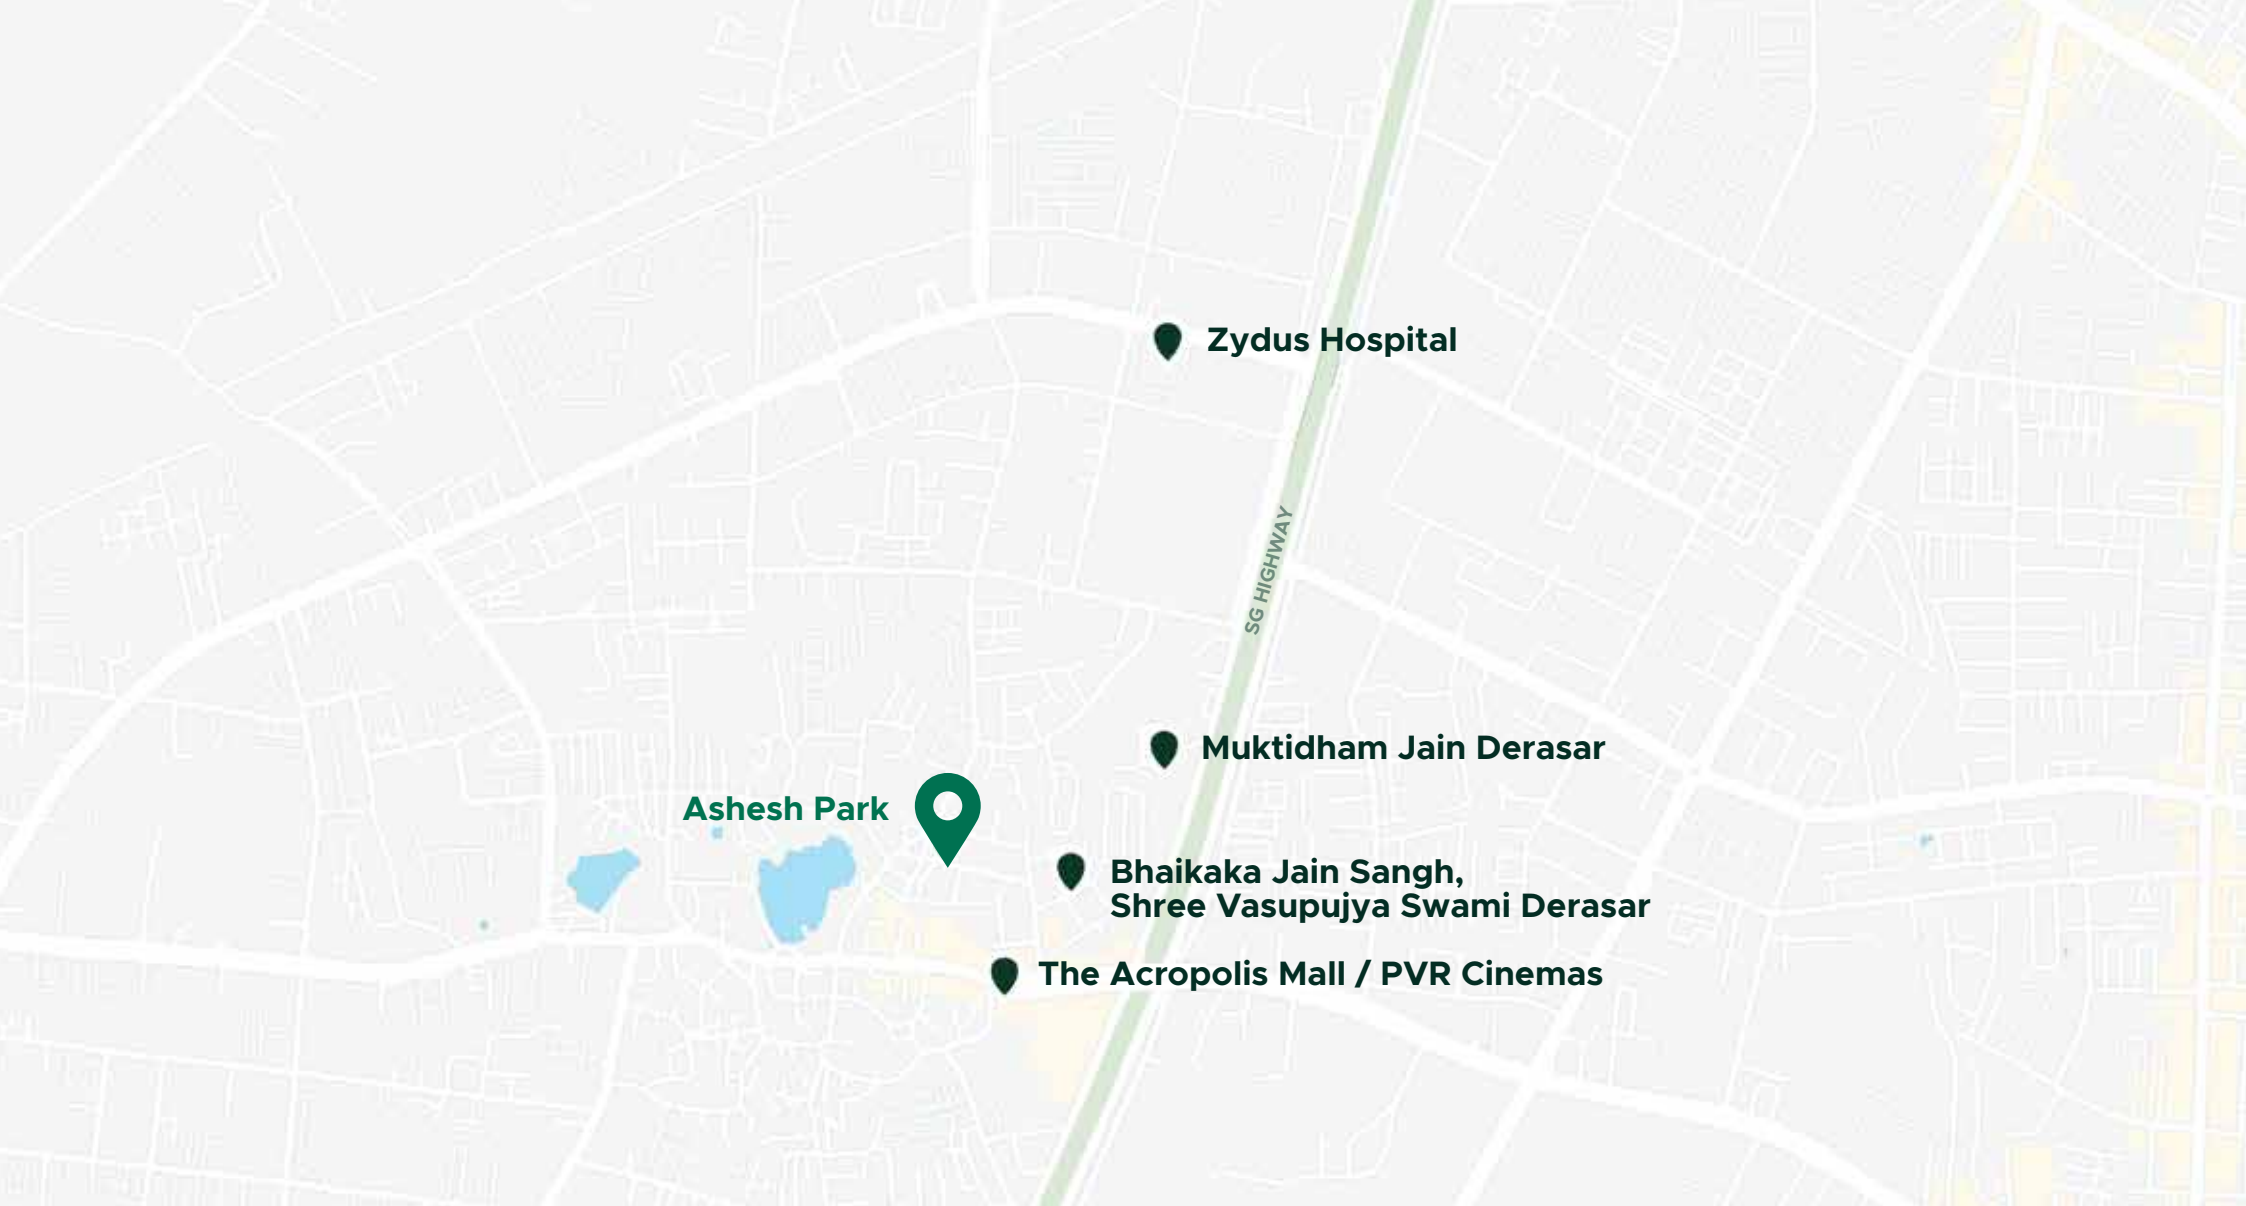 Zydus Hospital
SG HIGHWAY
Muktidham Jain Derasar
Ashesh Park
Bhaikaka Jain Sangh,
Shree Vasupujya Swami Derasar
The Acropolis Mall / PVR Cinemas